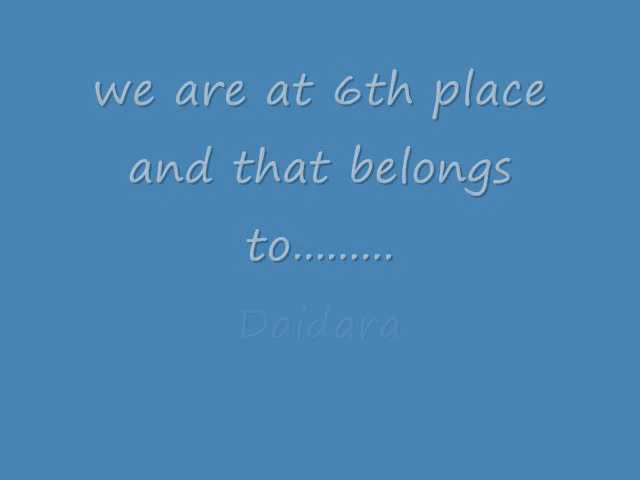 we are at 6th place
and that belongs
to.........
Daidara